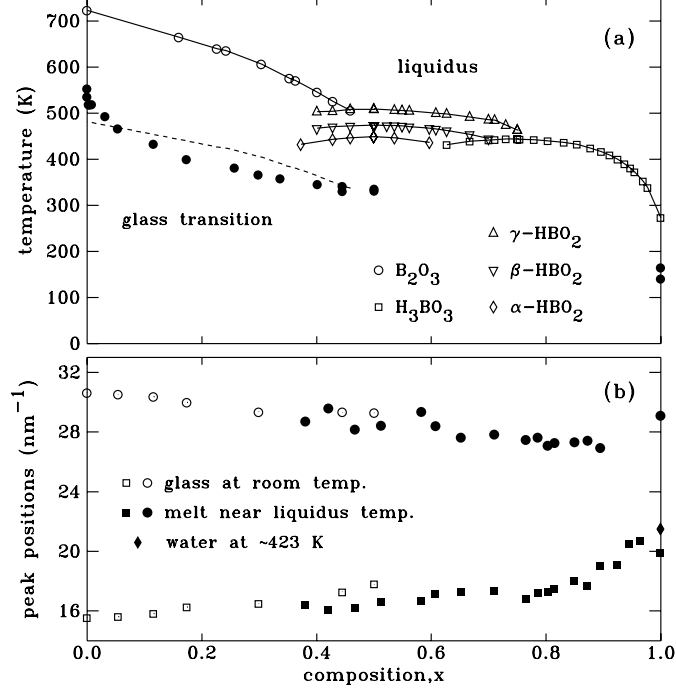 700
600
500
400
300
200
100
0
temperature (K)
(a)
liquidus
glass transition
γ−HBO2
B2O3
β−HBO2
H3BO3
α−HBO2
32
28
24
20
16
peak positions (nm−1)
(b)
glass at room temp.
melt near liquidus temp.
water at ~423 K
0.0 0.2 0.4 0.6 0.8 1.0
composition,x